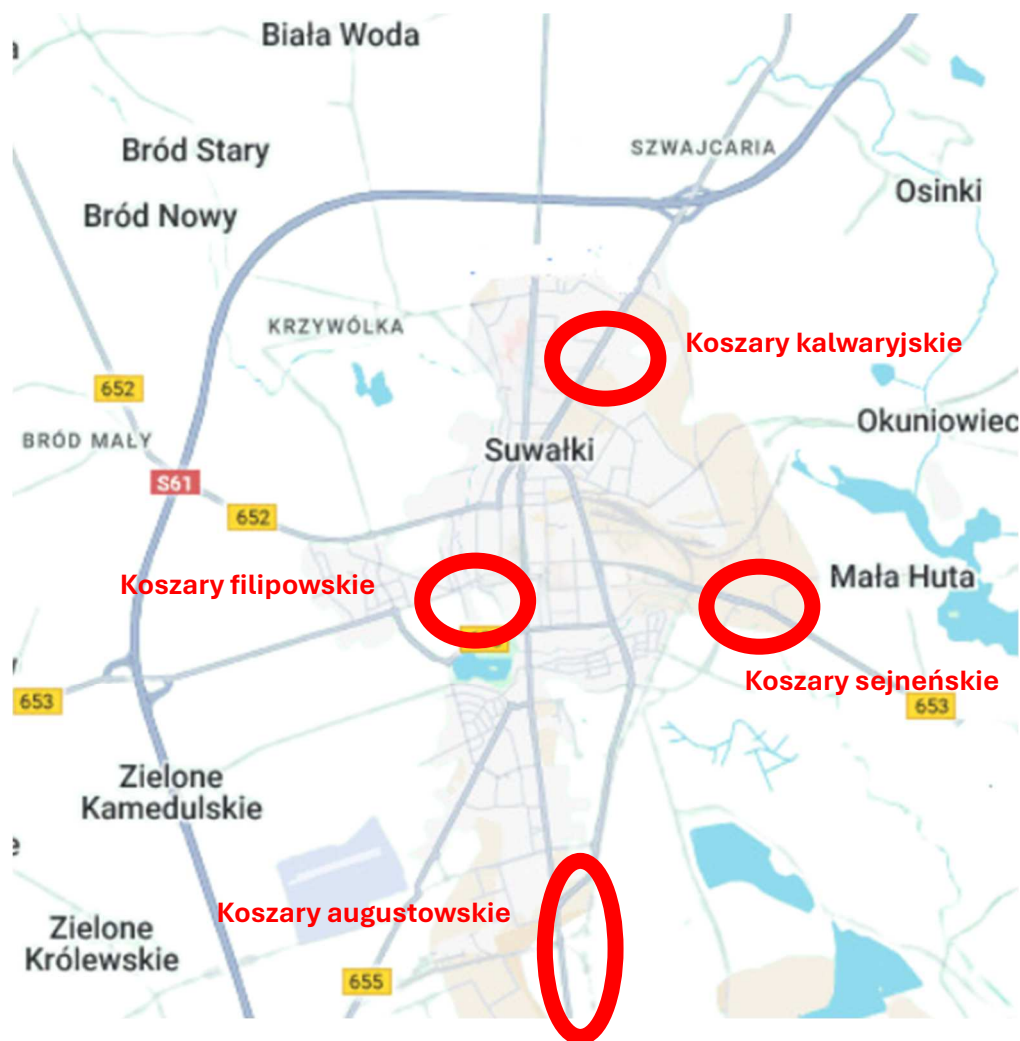 Biała Woda
a
Bród Stary
SZWAJCARIA
Osinki
Bród Nowy
KRZYWÓLKA
Koszary kalwaryjskie
652
Okuniowiec
BRÓD MAŁY
Suwałki
S61
652
Koszary filipowskie
Mała Huta
Koszary sejneńskie
653
653
Zielone
Kamedulskie
e
Koszary augustowskie
Zielone
Królewskie
655